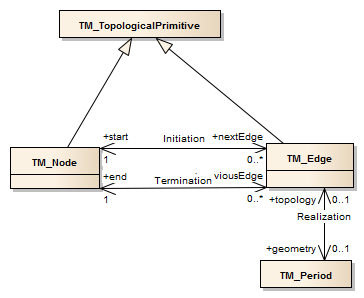 TM_TopologicalPrimitive
+start Initiation +nextEdge
1 0..*
TM_Node
TM_Edge
+end Termination viousEdge
1 0..*
+topology 0..1
Realization
+geometry 0..1
TM_Period